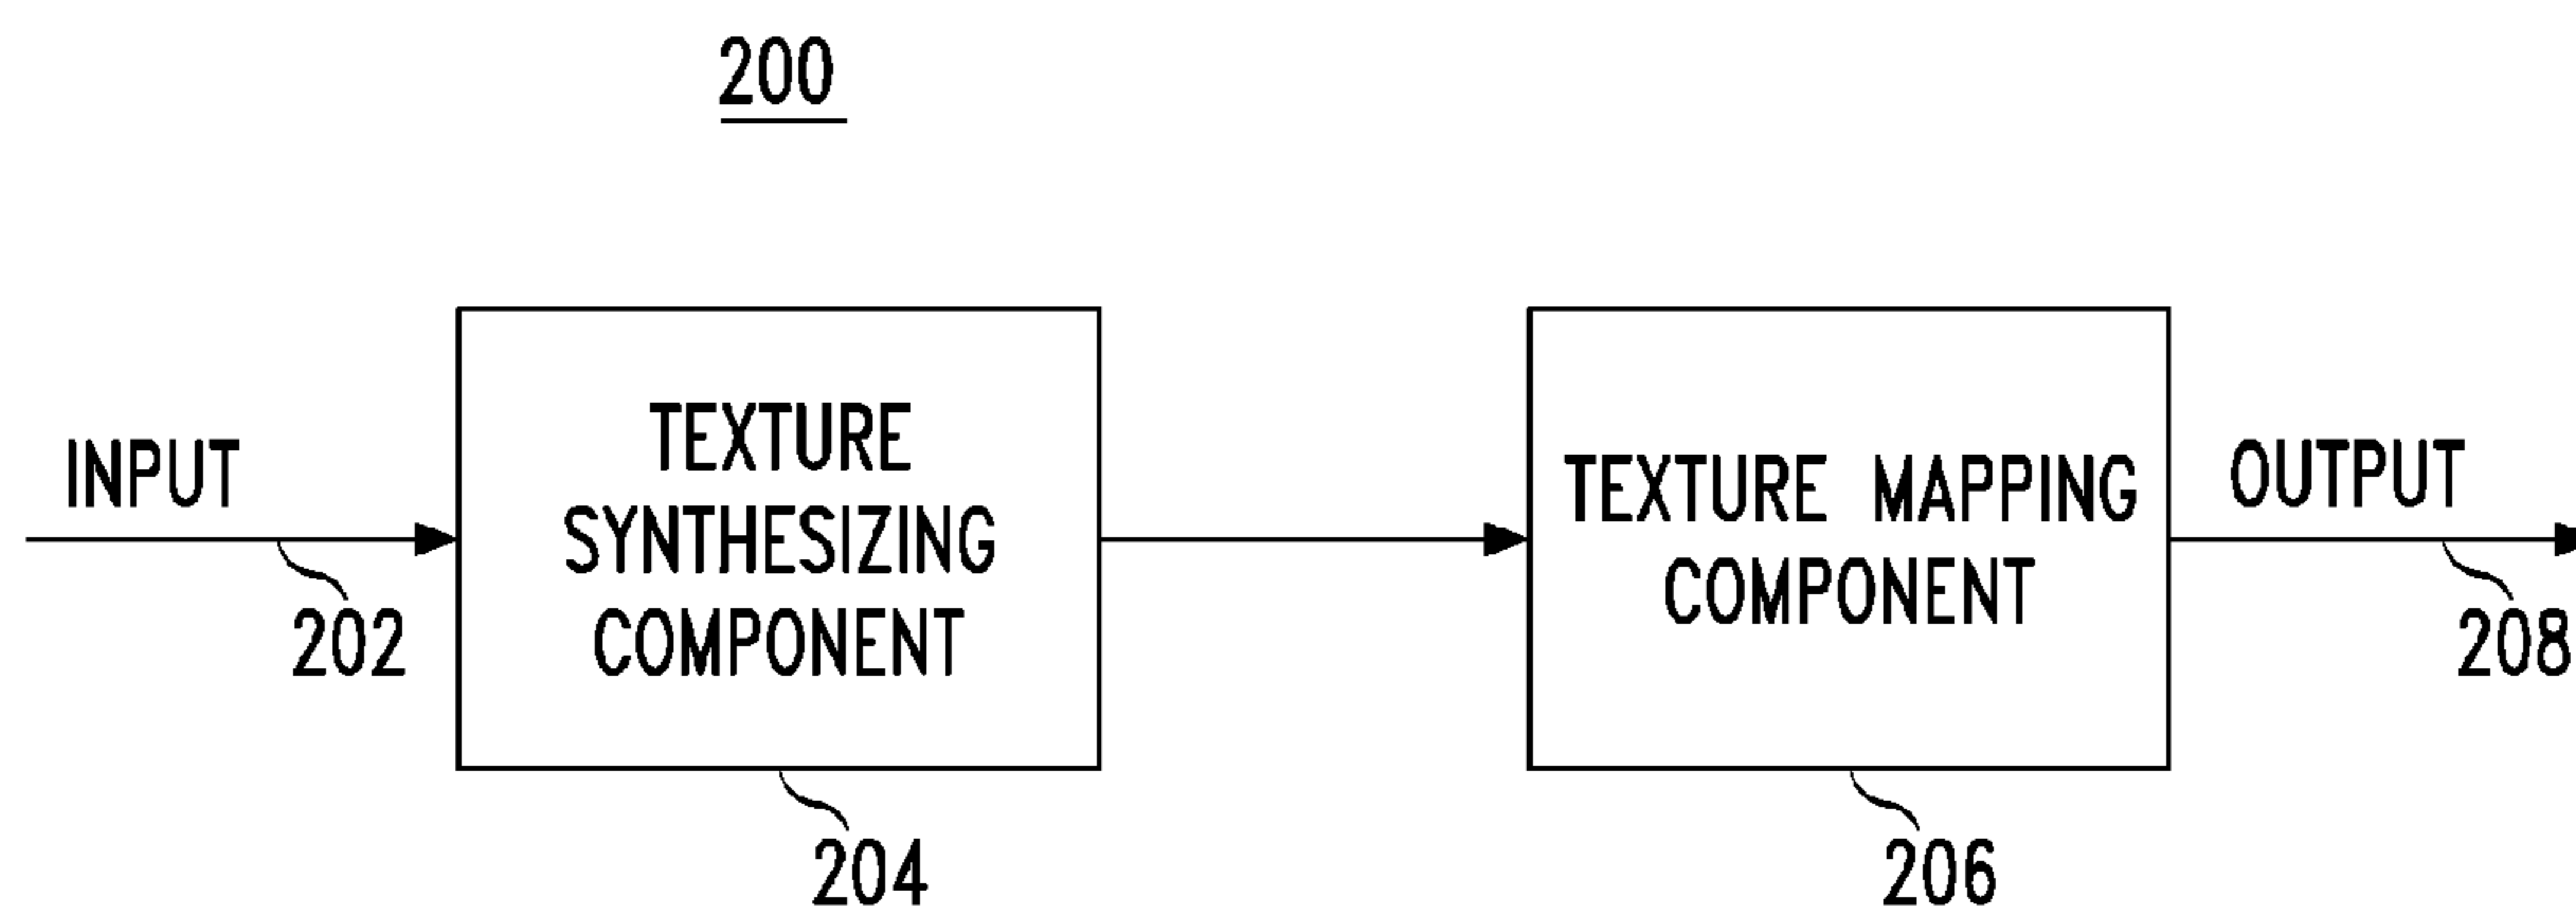 200
INPUT
202
TEXTURE
SYNTHESIZING
COMPONENT
204
TEXTURE MAPPING
COMPONENT
206
OUTPUT
208